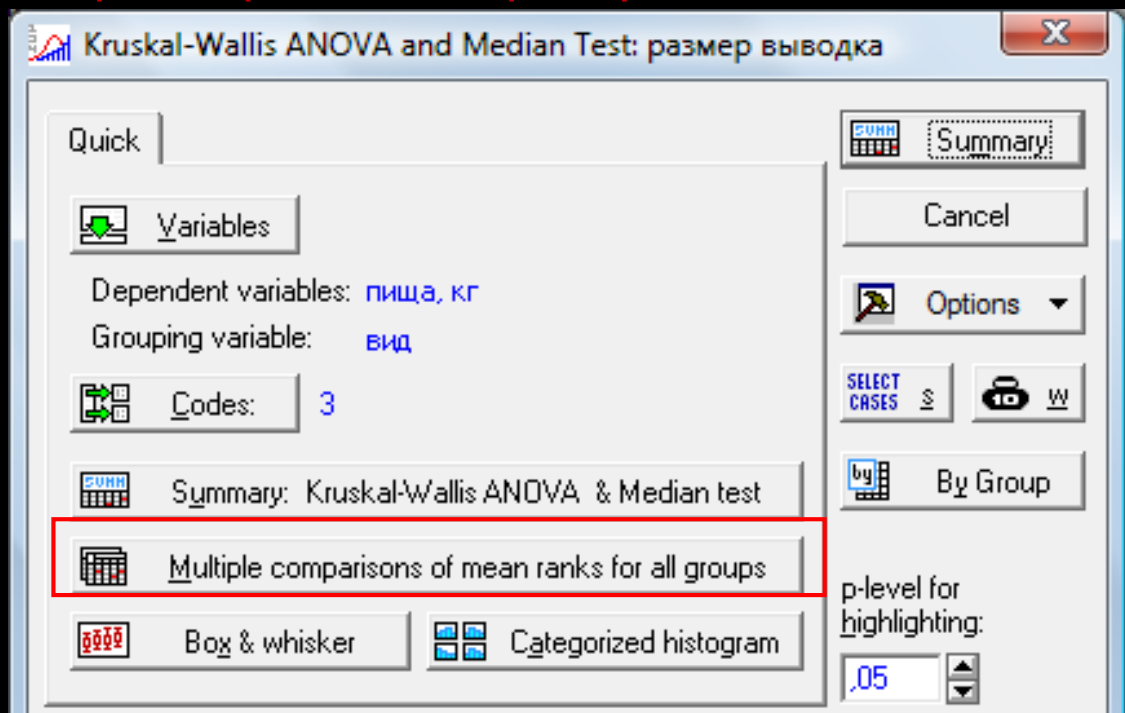 Kruskal-Wallis ANOVA and Median Test: размер выводка
Quick
Variables
Dependent variables: пища, кг
Grouping variable: вид
Codes: 3
Summary: Kruskal-Wallis ANOVA & Median test
Multiple comparisons of mean ranks for all groups
Box & whisker
Categorized histogram
SUMM Summary
Cancel
Options
SELECT CASES S
W
by By Group
p-level for
highlighting:
,05